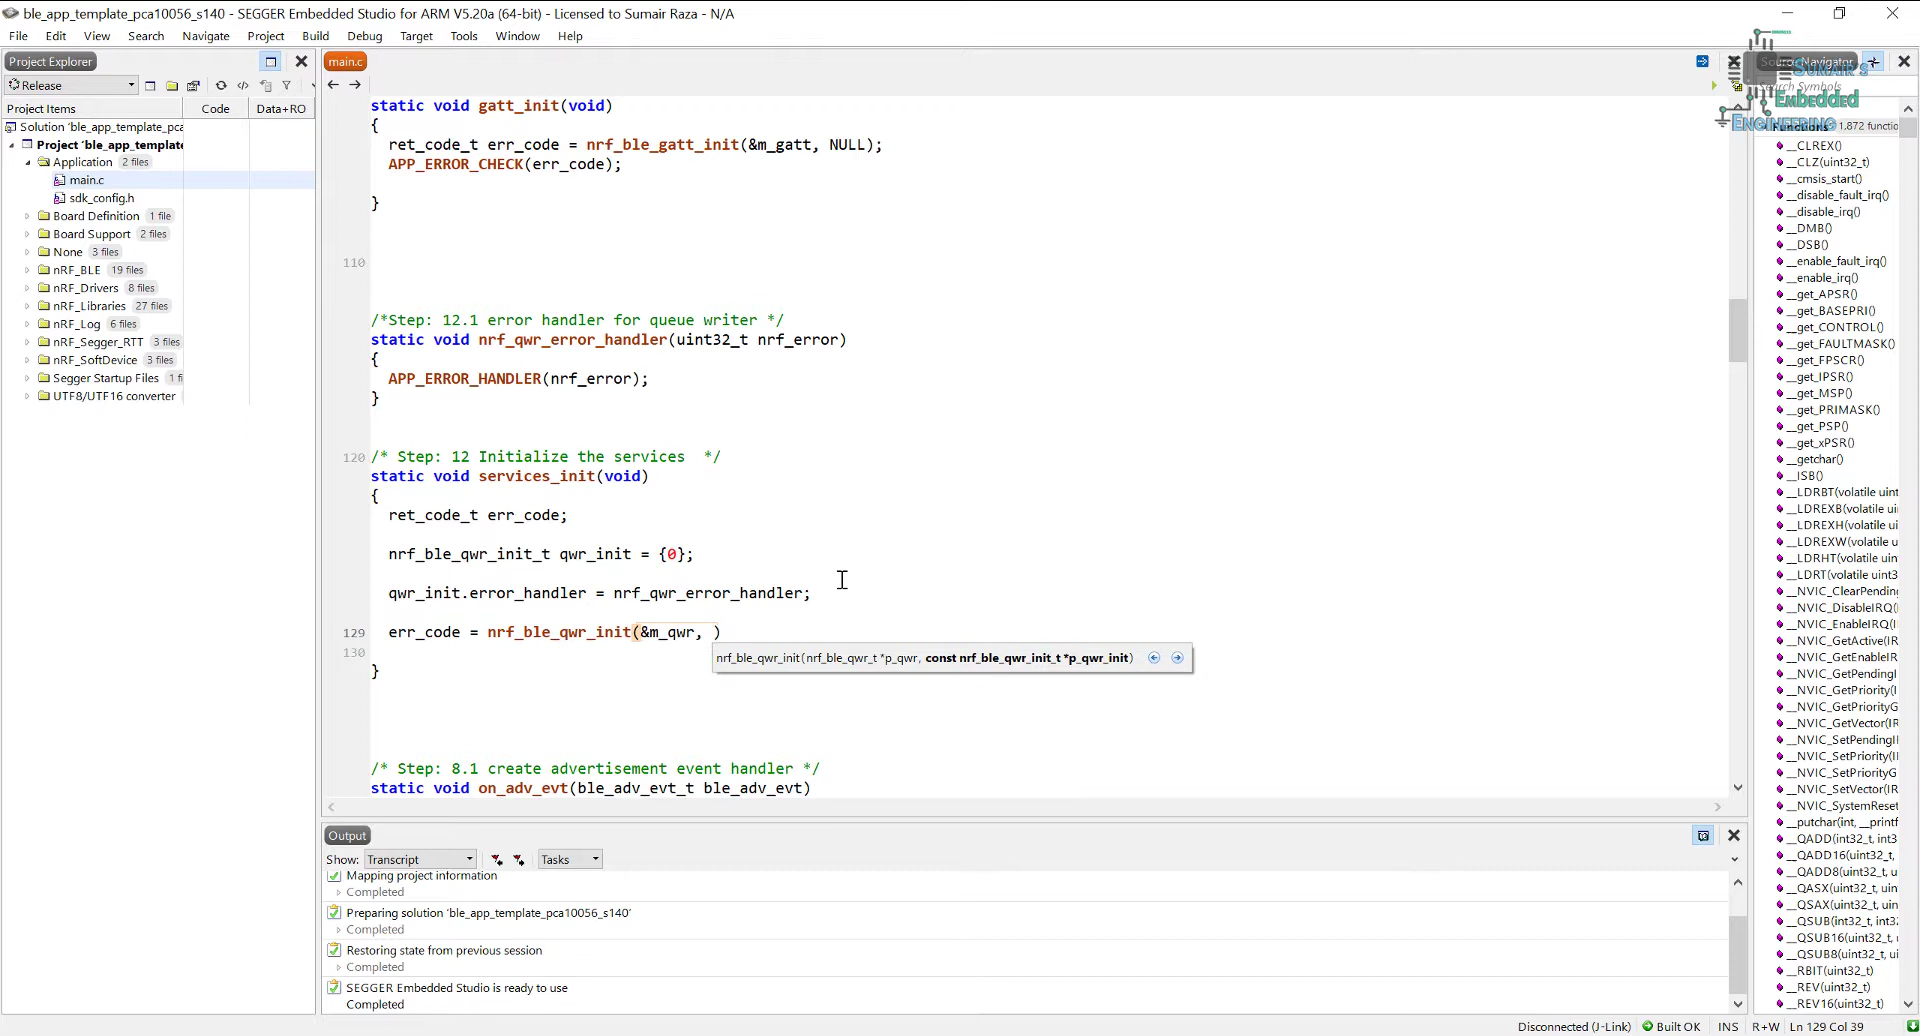 ble_app_template_pca10056_s140 - SEGGER Embedded Studio for ARM V5.20a (64-bit) - Licensed to Sumair Raza - N/A
File Edit View Search Navigate Project Build Debug Target Tools Window Help
Project Explorer
Release
Project Items Code Data+RO
Solution 'ble_app_template_pca
Project 'ble_app_template
Application 2 files
main.c
sdk_config.h
Board Definition 1 file
Board Support 2 files
None 3 files
nRF_BLE 19 files
nRF_Drivers 8 files
nRF_Libraries 27 files
nRF_Log 6 files
nRF_Segger_RTT 3 files
nRF_SoftDevice 3 files
Segger Startup Files 1 fi
UTF8/UTF16 converter
main.c
static void gatt_init(void)
{
ret_code_t err_code = nrf_ble_gatt_init(&m_gatt, NULL);
APP_ERROR_CHECK(err_code);
}
110
/*Step: 12.1 error handler for queue writer */
static void nrf_qwr_error_handler(uint32_t nrf_error)
{
APP_ERROR_HANDLER(nrf_error);
}
120 /* Step: 12 Initialize the services  */
static void services_init(void)
{
ret_code_t err_code;
nrf_ble_qwr_init_t qwr_init = {0};
qwr_init.error_handler = nrf_qwr_error_handler;
129 err_code = nrf_ble_qwr_init(&m_qwr, )
130
nrf_ble_qwr_init(nrf_ble_qwr_t *p_qwr, const nrf_ble_qwr_init_t *p_qwr_init)
}
/* Step: 8.1 create advertisement event handler */
static void on_adv_evt(ble_adv_evt_t ble_adv_evt)
Output
Show: Transcript Tasks
Mapping project information
Completed
Preparing solution 'ble_app_template_pca10056_s140'
Completed
Restoring state from previous session
Completed
SEGGER Embedded Studio is ready to use
Completed
Source Navigator
Search Symbols
Sumair's
Embedded
Engineering
Functions 1,872 functio
__CLREX()
__CLZ(uint32_t)
__cmsis_start()
__disable_fault_irq()
__disable_irq()
__DMB()
__DSB()
__enable_fault_irq()
__enable_irq()
__get_APSR()
__get_BASEPRI()
__get_CONTROL()
__get_FAULTMASK()
__get_FPSCR()
__get_IPSR()
__get_MSP()
__get_PRIMASK()
__get_PSP()
__get_xPSR()
__getchar()
__ISB()
__LDRBT(volatile uint
__LDREXB(volatile ui
__LDREXH(volatile ui
__LDREXW(volatile u
__LDRHT(volatile uint
__LDRT(volatile uint3
__NVIC_ClearPending
__NVIC_DisableIRQ(I
__NVIC_EnableIRQ(I
__NVIC_GetActive(I
__NVIC_GetEnableIR
__NVIC_GetPendingI
__NVIC_GetPriority(I
__NVIC_GetPriorityG
__NVIC_GetVector(I
__NVIC_SetPendingI
__NVIC_SetPriority(I
__NVIC_SetPriorityG
__NVIC_SetVector(I
__NVIC_SystemReset
__putchar(int, __printf
__QADD(int32_t, int3
__QADD16(uint32_t,
__QADD8(uint32_t, u
__QASX(uint32_t, uin
__QSAX(uint32_t, uin
__QSUB(int32_t, int32
__QSUB16(uint32_t,
__QSUB8(uint32_t, ui
__RBIT(uint32_t)
__REV(uint32_t)
__REV16(uint32_t)
Disconnected (J-Link) Built OK INS R+W Ln 129 Col 39